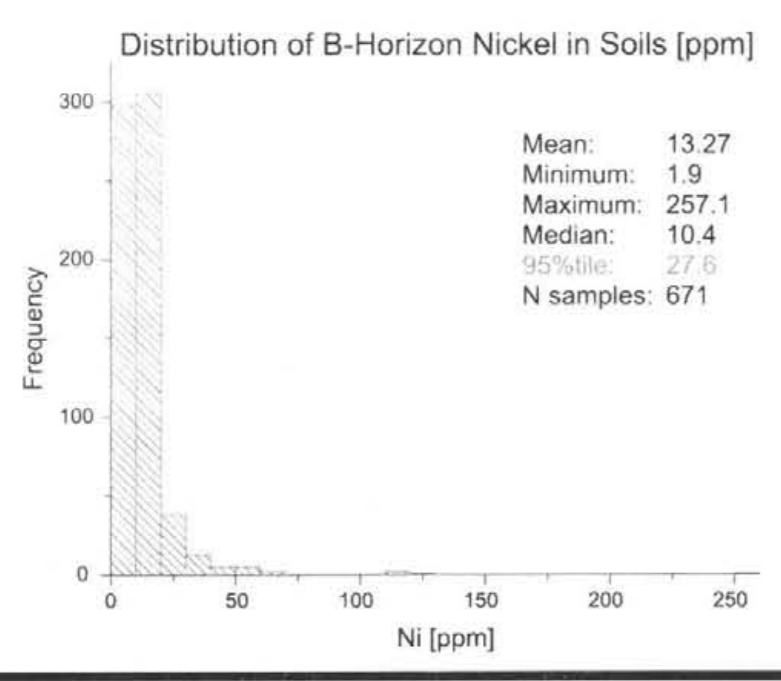 Distribution of B-Horizon Nickel in Soils [ppm]
300
200
100
0
Frequency
Mean: 13.27
Minimum: 1.9
Maximum: 257.1
Median: 10.4
95%tile: 27.6
N samples: 671
0 50 100 150 200 250
Ni [ppm]